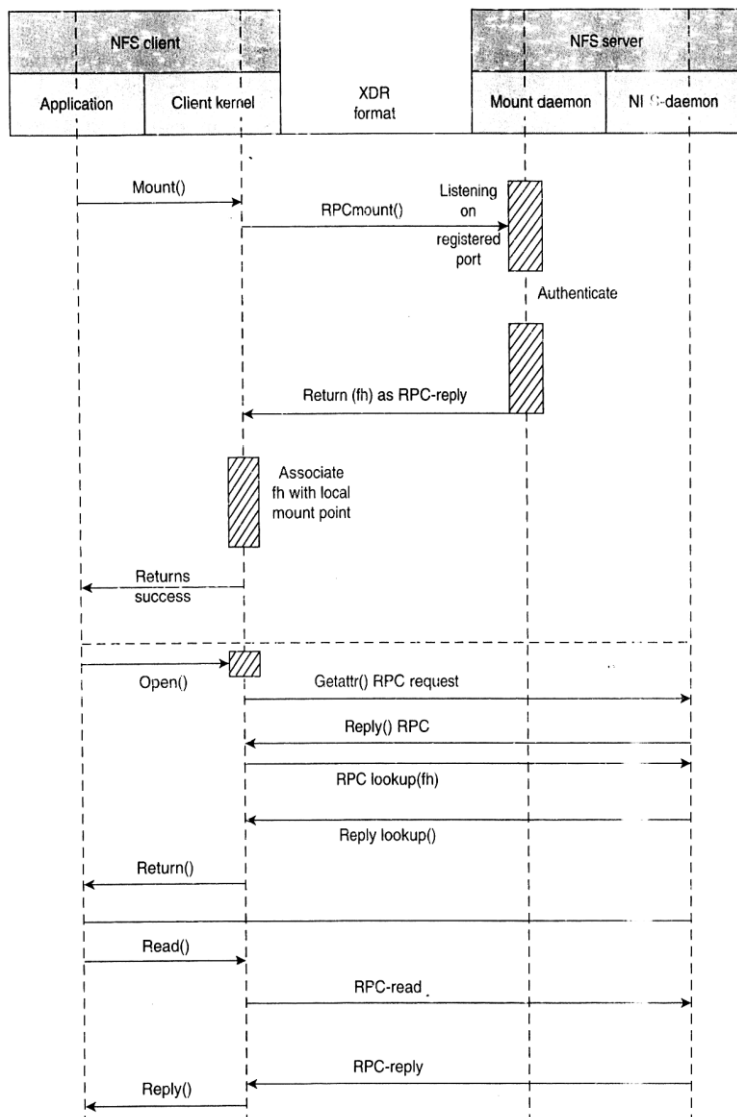 NFS client
NFS server
Application
Client kernel
XDR
format
Mount daemon
-daemon
Mount()
RPCmount()
Listening
on
registered
port
Authenticate
Return (fh) as RPC-reply
Associate
fh with local
mount point
Returns
success
Open()
Getattr() RPC request
Reply() RPC
RPC lookup(fh)
Reply lookup()
Return()
Read()
RPC-read
RPC-reply
Reply()